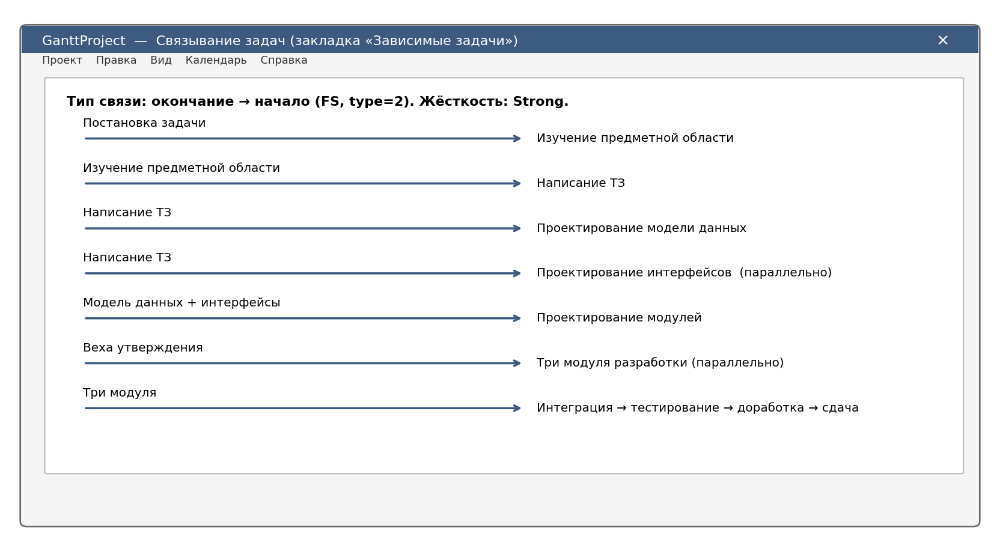 GanttProject — Связывание задач (закладка «Зависимые задачи») ×
Проект Правка Вид Календарь Справка
Тип связи: окончание → начало (FS, type=2). Жёсткость: Strong.
Постановка задачи
Изучение предметной области
Изучение предметной области
Написание ТЗ
Написание ТЗ
Проектирование модели данных
Написание ТЗ
Проектирование интерфейсов (параллельно)
Модель данных + интерфейсы
Проектирование модулей
Веха утверждения
Три модуля разработки (параллельно)
Три модуля
Интеграция → тестирование → доработка → сдача